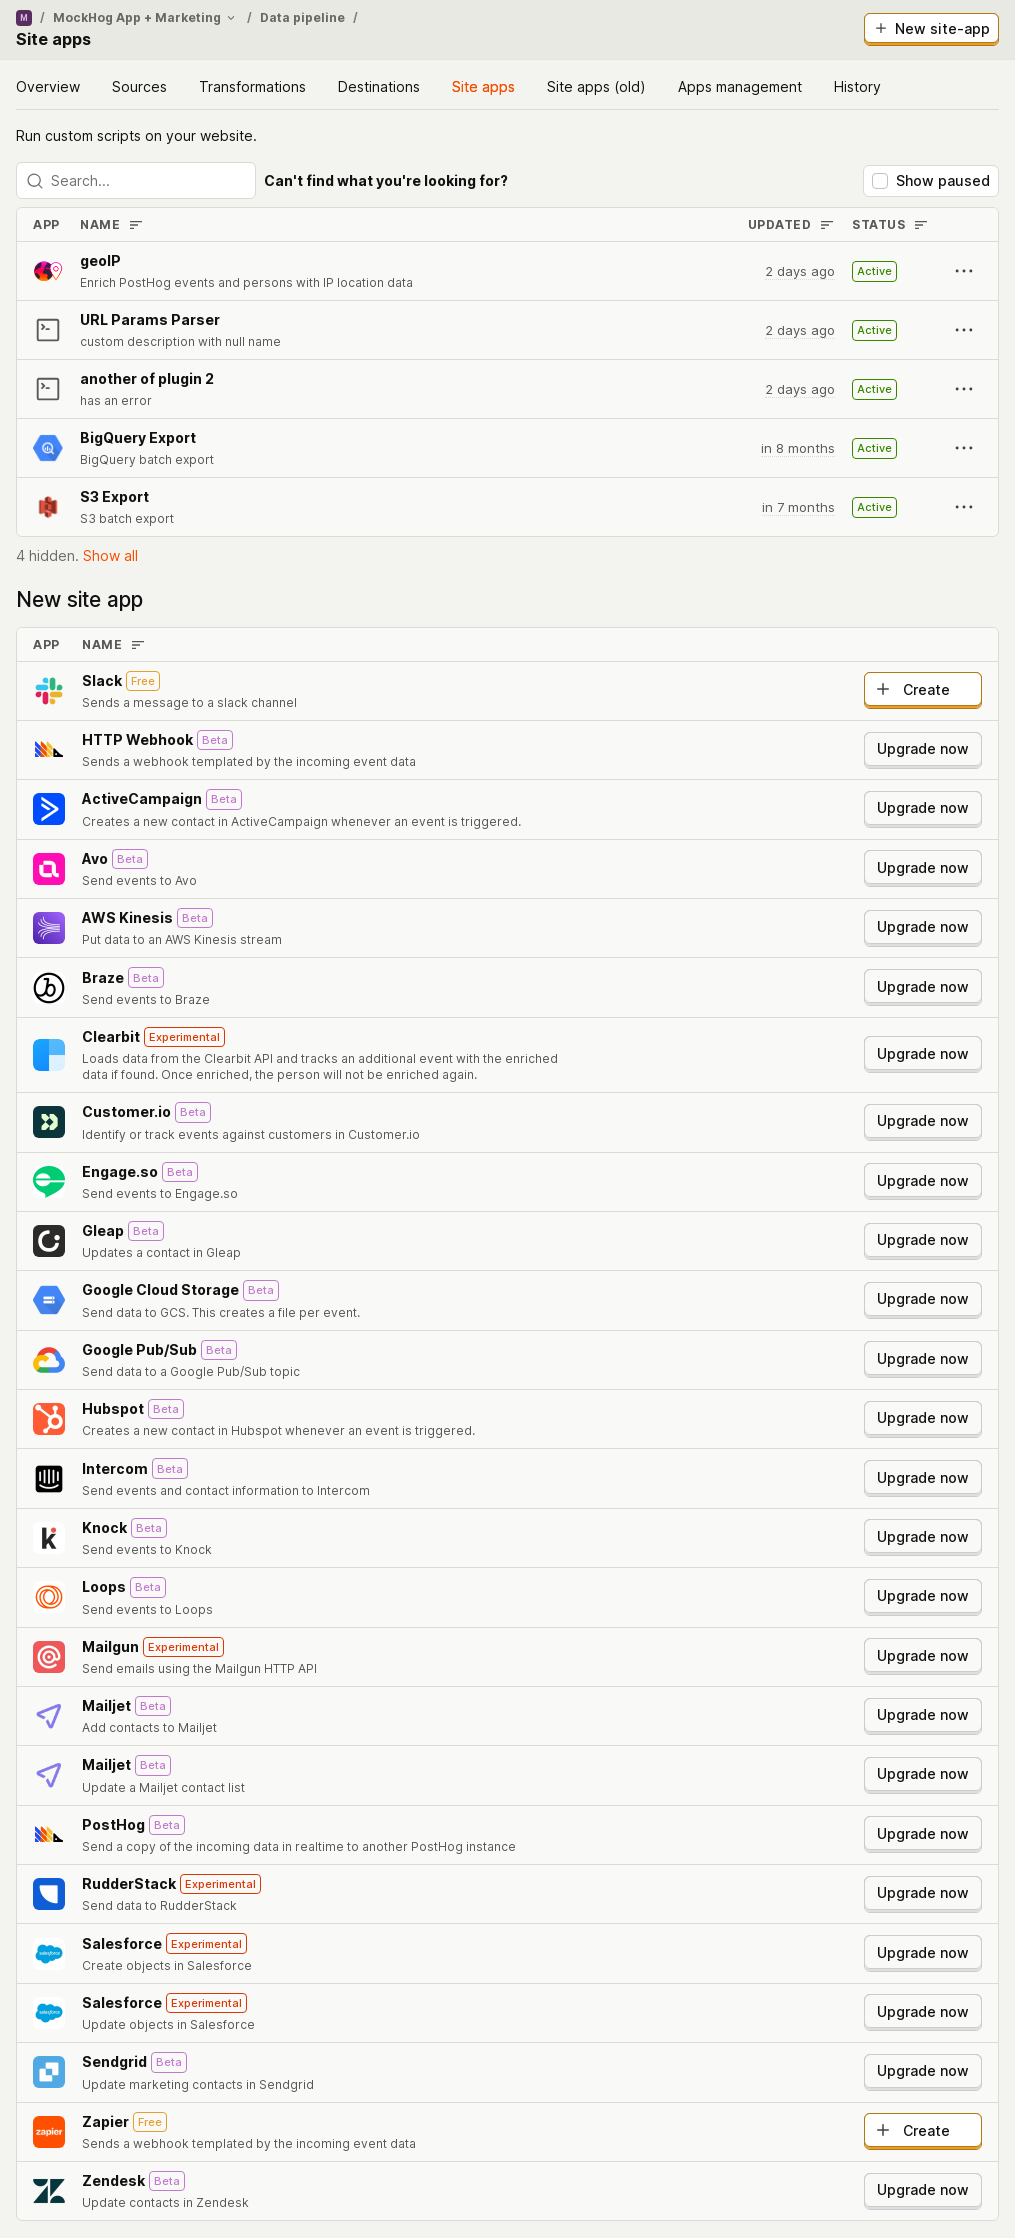 M / MockHog App + Marketing / Data pipeline /
Site apps
New site-app
Overview Sources Transformations Destinations Site apps Site apps (old) Apps management History
Run custom scripts on your website.
Search... Can't find what you're looking for? Show paused
APP NAME UPDATED STATUS
geoIP
Enrich PostHog events and persons with IP location data
2 days ago Active
URL Params Parser
custom description with null name
2 days ago Active
another of plugin 2
has an error
2 days ago Active
BigQuery Export
BigQuery batch export
in 8 months Active
S3 Export
S3 batch export
in 7 months Active
4 hidden. Show all
New site app
APP NAME
Slack Free
Sends a message to a slack channel
Create
HTTP Webhook Beta
Sends a webhook templated by the incoming event data
Upgrade now
ActiveCampaign Beta
Creates a new contact in ActiveCampaign whenever an event is triggered.
Upgrade now
Avo Beta
Send events to Avo
Upgrade now
AWS Kinesis Beta
Put data to an AWS Kinesis stream
Upgrade now
Braze Beta
Send events to Braze
Upgrade now
Clearbit Experimental
Loads data from the Clearbit API and tracks an additional event with the enriched
data if found. Once enriched, the person will not be enriched again.
Upgrade now
Customer.io Beta
Identify or track events against customers in Customer.io
Upgrade now
Engage.so Beta
Send events to Engage.so
Upgrade now
Gleap Beta
Updates a contact in Gleap
Upgrade now
Google Cloud Storage Beta
Send data to GCS. This creates a file per event.
Upgrade now
Google Pub/Sub Beta
Send data to a Google Pub/Sub topic
Upgrade now
Hubspot Beta
Creates a new contact in Hubspot whenever an event is triggered.
Upgrade now
Intercom Beta
Send events and contact information to Intercom
Upgrade now
Knock Beta
Send events to Knock
Upgrade now
Loops Beta
Send events to Loops
Upgrade now
Mailgun Experimental
Send emails using the Mailgun HTTP API
Upgrade now
Mailjet Beta
Add contacts to Mailjet
Upgrade now
Mailjet Beta
Update a Mailjet contact list
Upgrade now
PostHog Beta
Send a copy of the incoming data in realtime to another PostHog instance
Upgrade now
RudderStack Experimental
Send data to RudderStack
Upgrade now
salesforce
Salesforce Experimental
Create objects in Salesforce
Upgrade now
salesforce
Salesforce Experimental
Update objects in Salesforce
Upgrade now
Sendgrid Beta
Update marketing contacts in Sendgrid
Upgrade now
zapier
Zapier Free
Sends a webhook templated by the incoming event data
Create
Zendesk Beta
Update contacts in Zendesk
Upgrade now